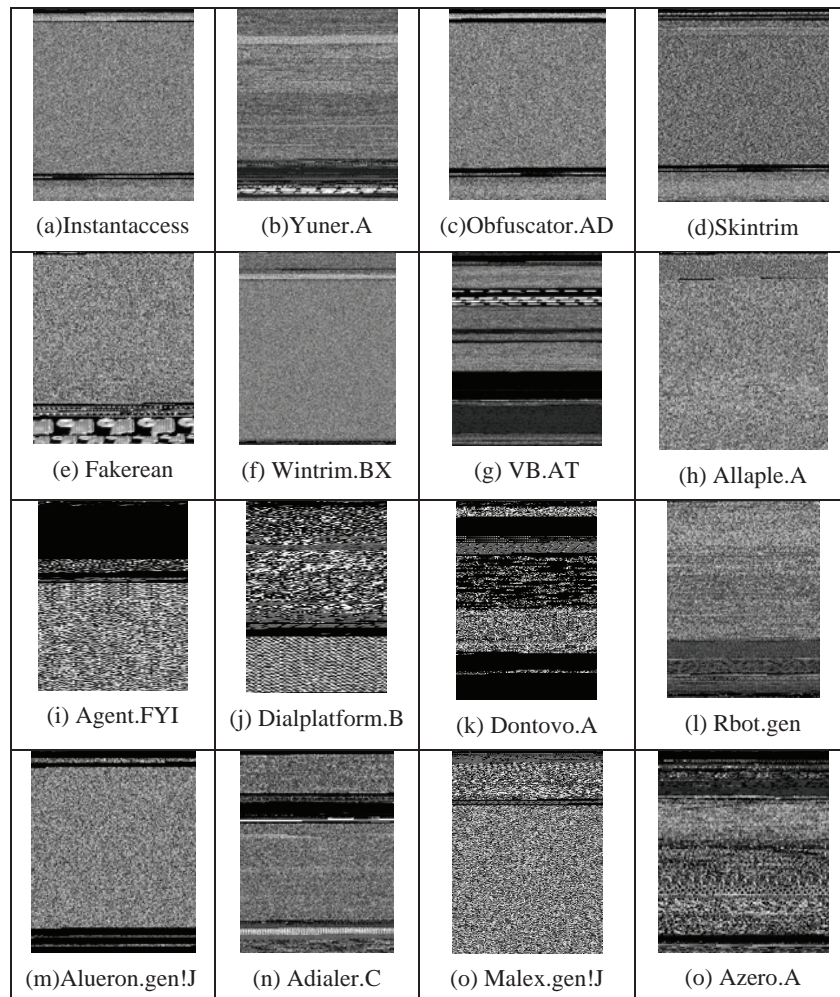 (a)Instantaccess
(b)Yuner.A
(c)Obfuscator.AD
(d)Skintrim
(e) Fakerean
(f) Wintrim.BX
(g) VB.AT
(h) Allaple.A
(i) Agent.FYI
(j) Dialplatform.B
(k) Dontovo.A
(l) Rbot.gen
(m)Alueron.gen!J
(n) Adialer.C
(o) Malex.gen!J
(o) Azero.A